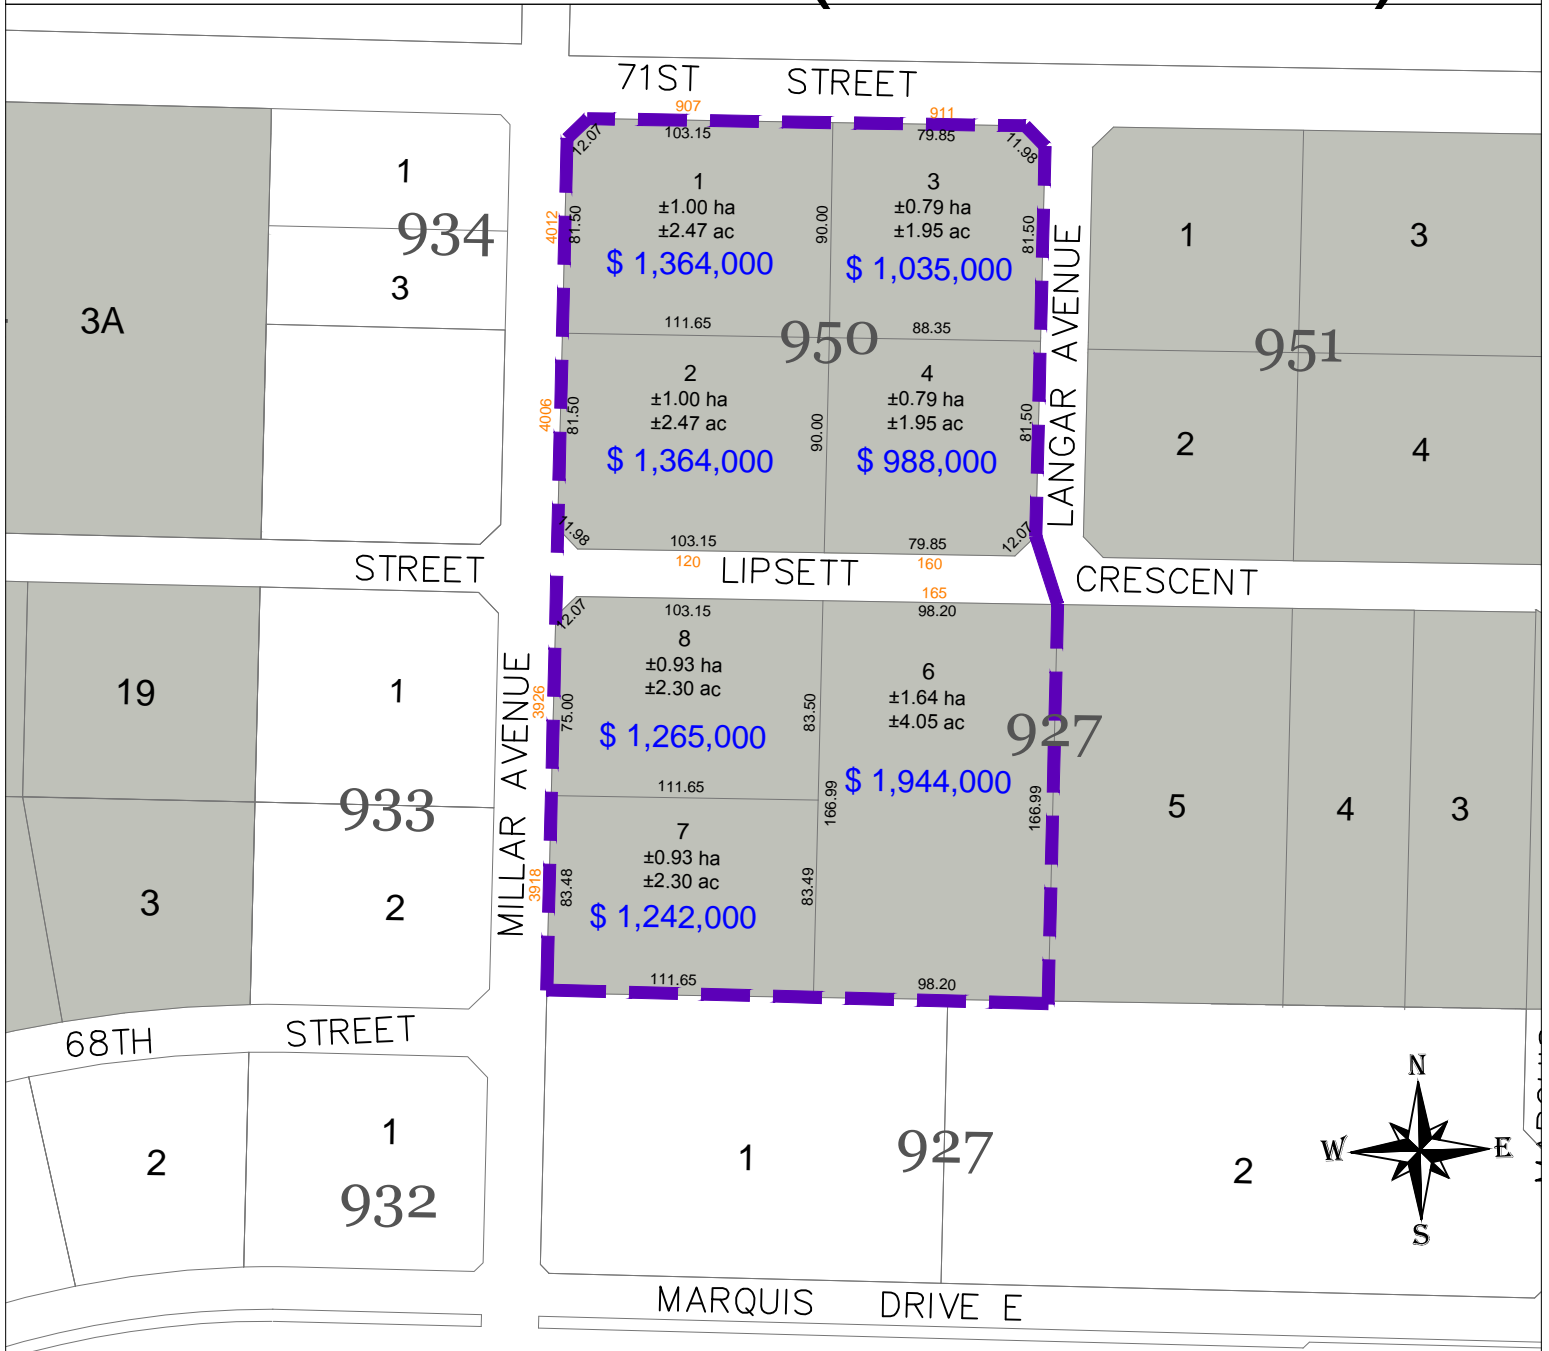 71ST STREET
907
911
12.07
103.15
79.85
11.98
1
±1.00 ha
±2.47 ac
$ 1,364,000
3
±0.79 ha
±1.95 ac
$ 1,035,000
4012
81.50
90.00
81.50
111.65
88.35
950
2
±1.00 ha
±2.47 ac
$ 1,364,000
4
±0.79 ha
±1.95 ac
$ 988,000
4006
81.50
90.00
81.50
11.98
103.15
79.85
12.07
120
160
LANGAR AVENUE
1
3
934
3A
1
3
951
2
4
STREET
LIPSETT
CRESCENT
165
12.07
103.15
98.20
8
±0.93 ha
±2.30 ac
$ 1,265,000
6
±1.64 ha
±4.05 ac
$ 1,944,000
3926
75.00
83.50
111.65
166.99
166.99
927
7
±0.93 ha
±2.30 ac
$ 1,242,000
3918
83.48
83.49
111.65
98.20
MILLAR AVENUE
19
1
933
3
2
5
4
3
68TH STREET
2
1
932
1
927
2
N
W
E
S
MARQUIS DRIVE E